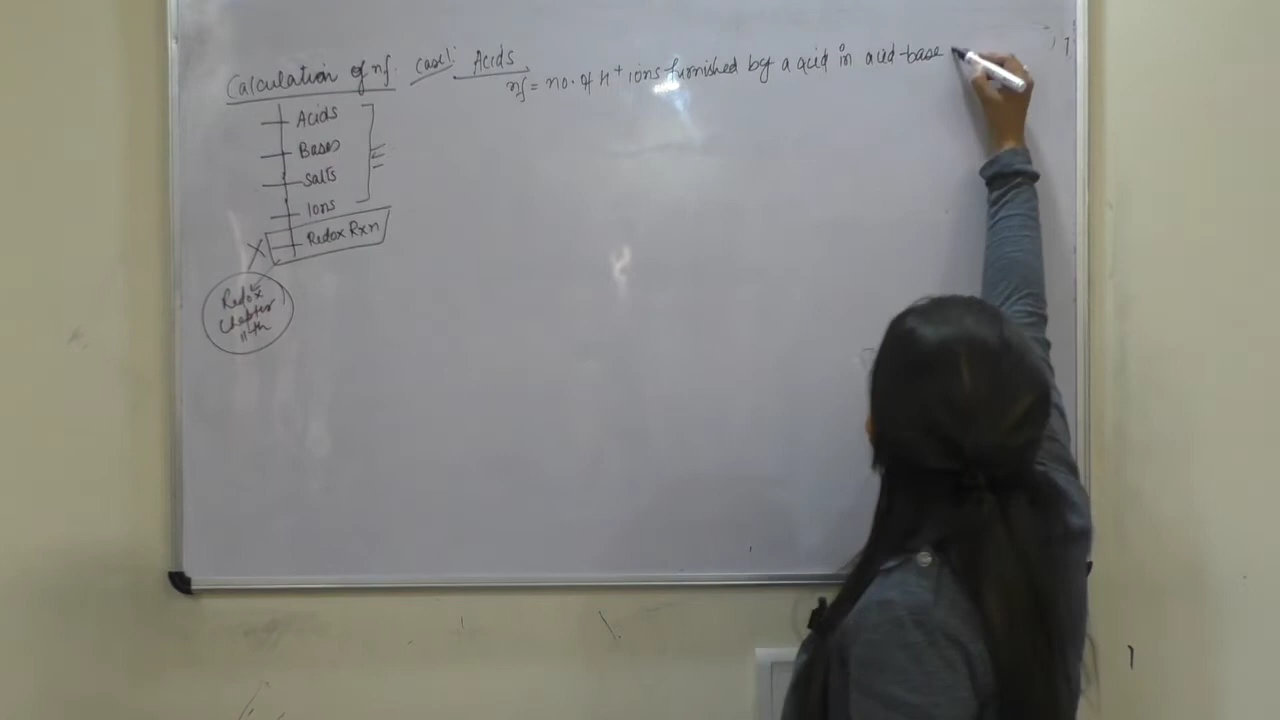 Calculation of nf. Case 1: Acids
nf = no. of H+ ions furnished by a acid in acid-base
Acids
Bases
Salts
Ions
Redox Rxn
Redox
Chapter
11th